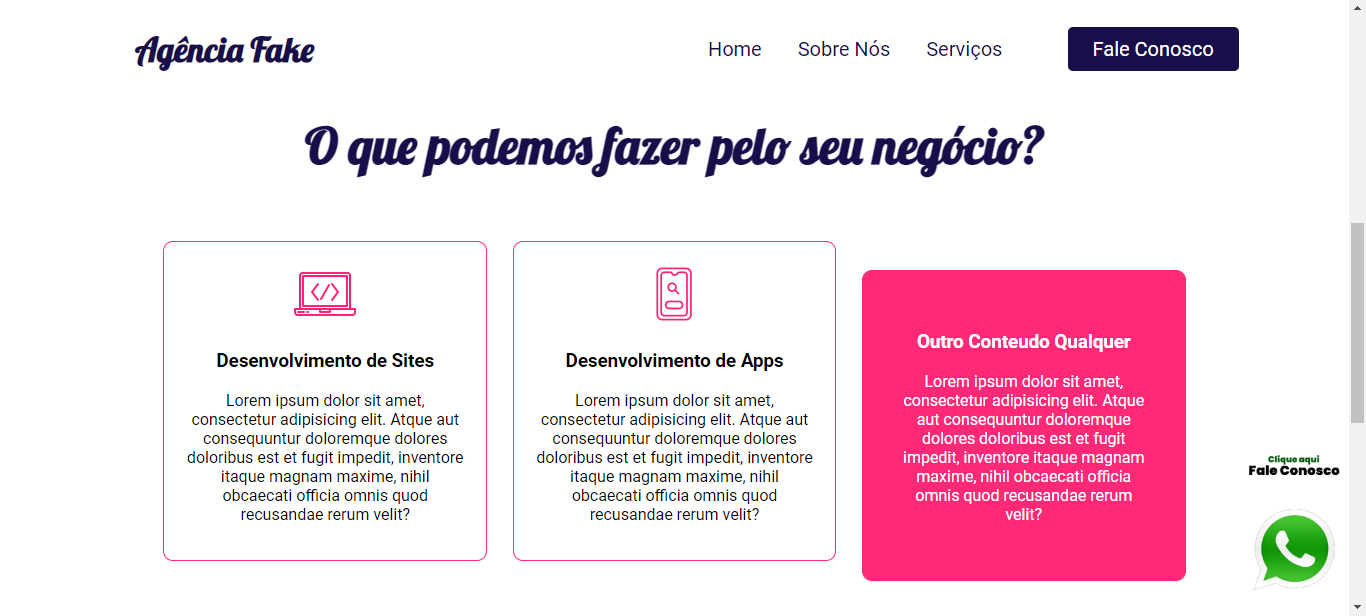 Agência Fake
Home
Sobre Nós
Serviços
Fale Conosco
O que podemos fazer pelo seu negócio?
</>
Desenvolvimento de Sites
Lorem ipsum dolor sit amet,
consectetur adipisicing elit. Atque aut
consequuntur doloremque dolores
doloribus est et fugit impedit, inventore
itaque magnam maxime, nihil
obcaecati officia omnis quod
recusandae rerum velit?
Desenvolvimento de Apps
Lorem ipsum dolor sit amet,
consectetur adipisicing elit. Atque aut
consequuntur doloremque dolores
doloribus est et fugit impedit, inventore
itaque magnam maxime, nihil
obcaecati officia omnis quod
recusandae rerum velit?
Outro Conteudo Qualquer
Lorem ipsum dolor sit amet,
consectetur adipisicing elit. Atque
aut consequuntur doloremque
dolores doloribus est et fugit
impedit, inventore itaque magnam
maxime, nihil obcaecati officia
omnis quod recusandae rerum
velit?
Clique aqui
Fale Conosco